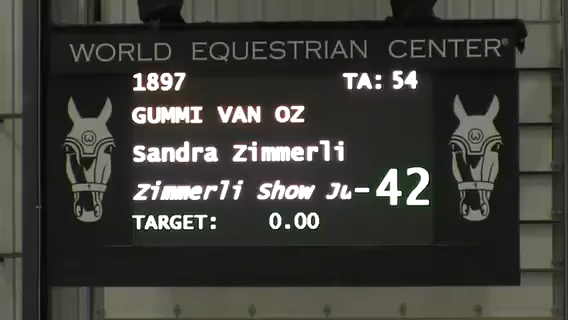 WORLD EQUESTRIAN CENTER®
1897 TA: 54
GUMMI VAN OZ
Sandra Zimmerli
Zimmerli Show Ju -42
TARGET: 0.00